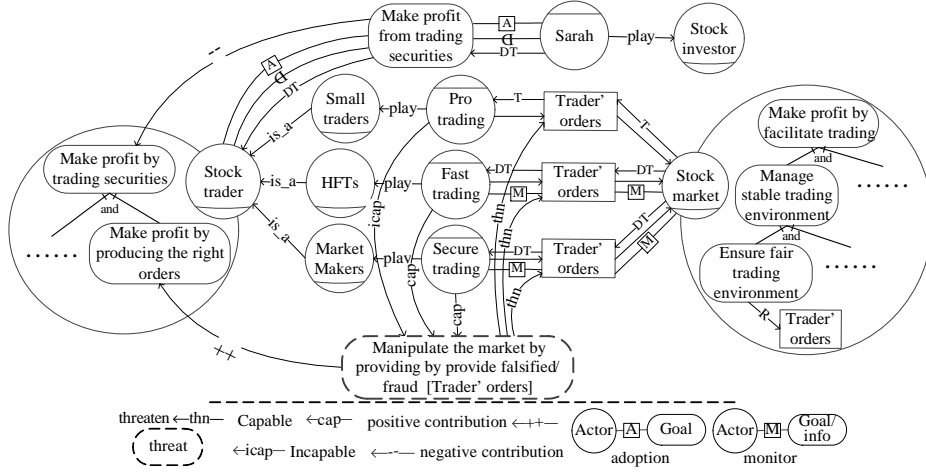 Make profit
from trading
securities
A
D
DT
Sarah
play
Stock
investor
--
A
D
DT
Small
traders
play
Pro
trading
T
Trader'
orders
T
Make profit by
facilitate trading
and
Make profit by
trading securities
and
Stock
trader
is_a
is_a
is_a
HFTs
play
Fast
trading
DT
M
Trader'
orders
DT
M
Stock
market
Manage
stable trading
environment
and
......
Make profit by
producing the right
orders
......
icap
cap
cap
thn
thn
thn
Market
Makers
play
Secure
trading
DT
M
Trader'
orders
DT
M
Ensure fair
trading
environment
......
R
Trader'
orders
++
Manipulate the market by
providing by provide falsified/
fraud [Trader' orders]
threaten thn Capable cap positive contribution ++
threat
icap Incapable -- negative contribution
Actor A Goal
adoption
Actor M Goal/
info
monitor